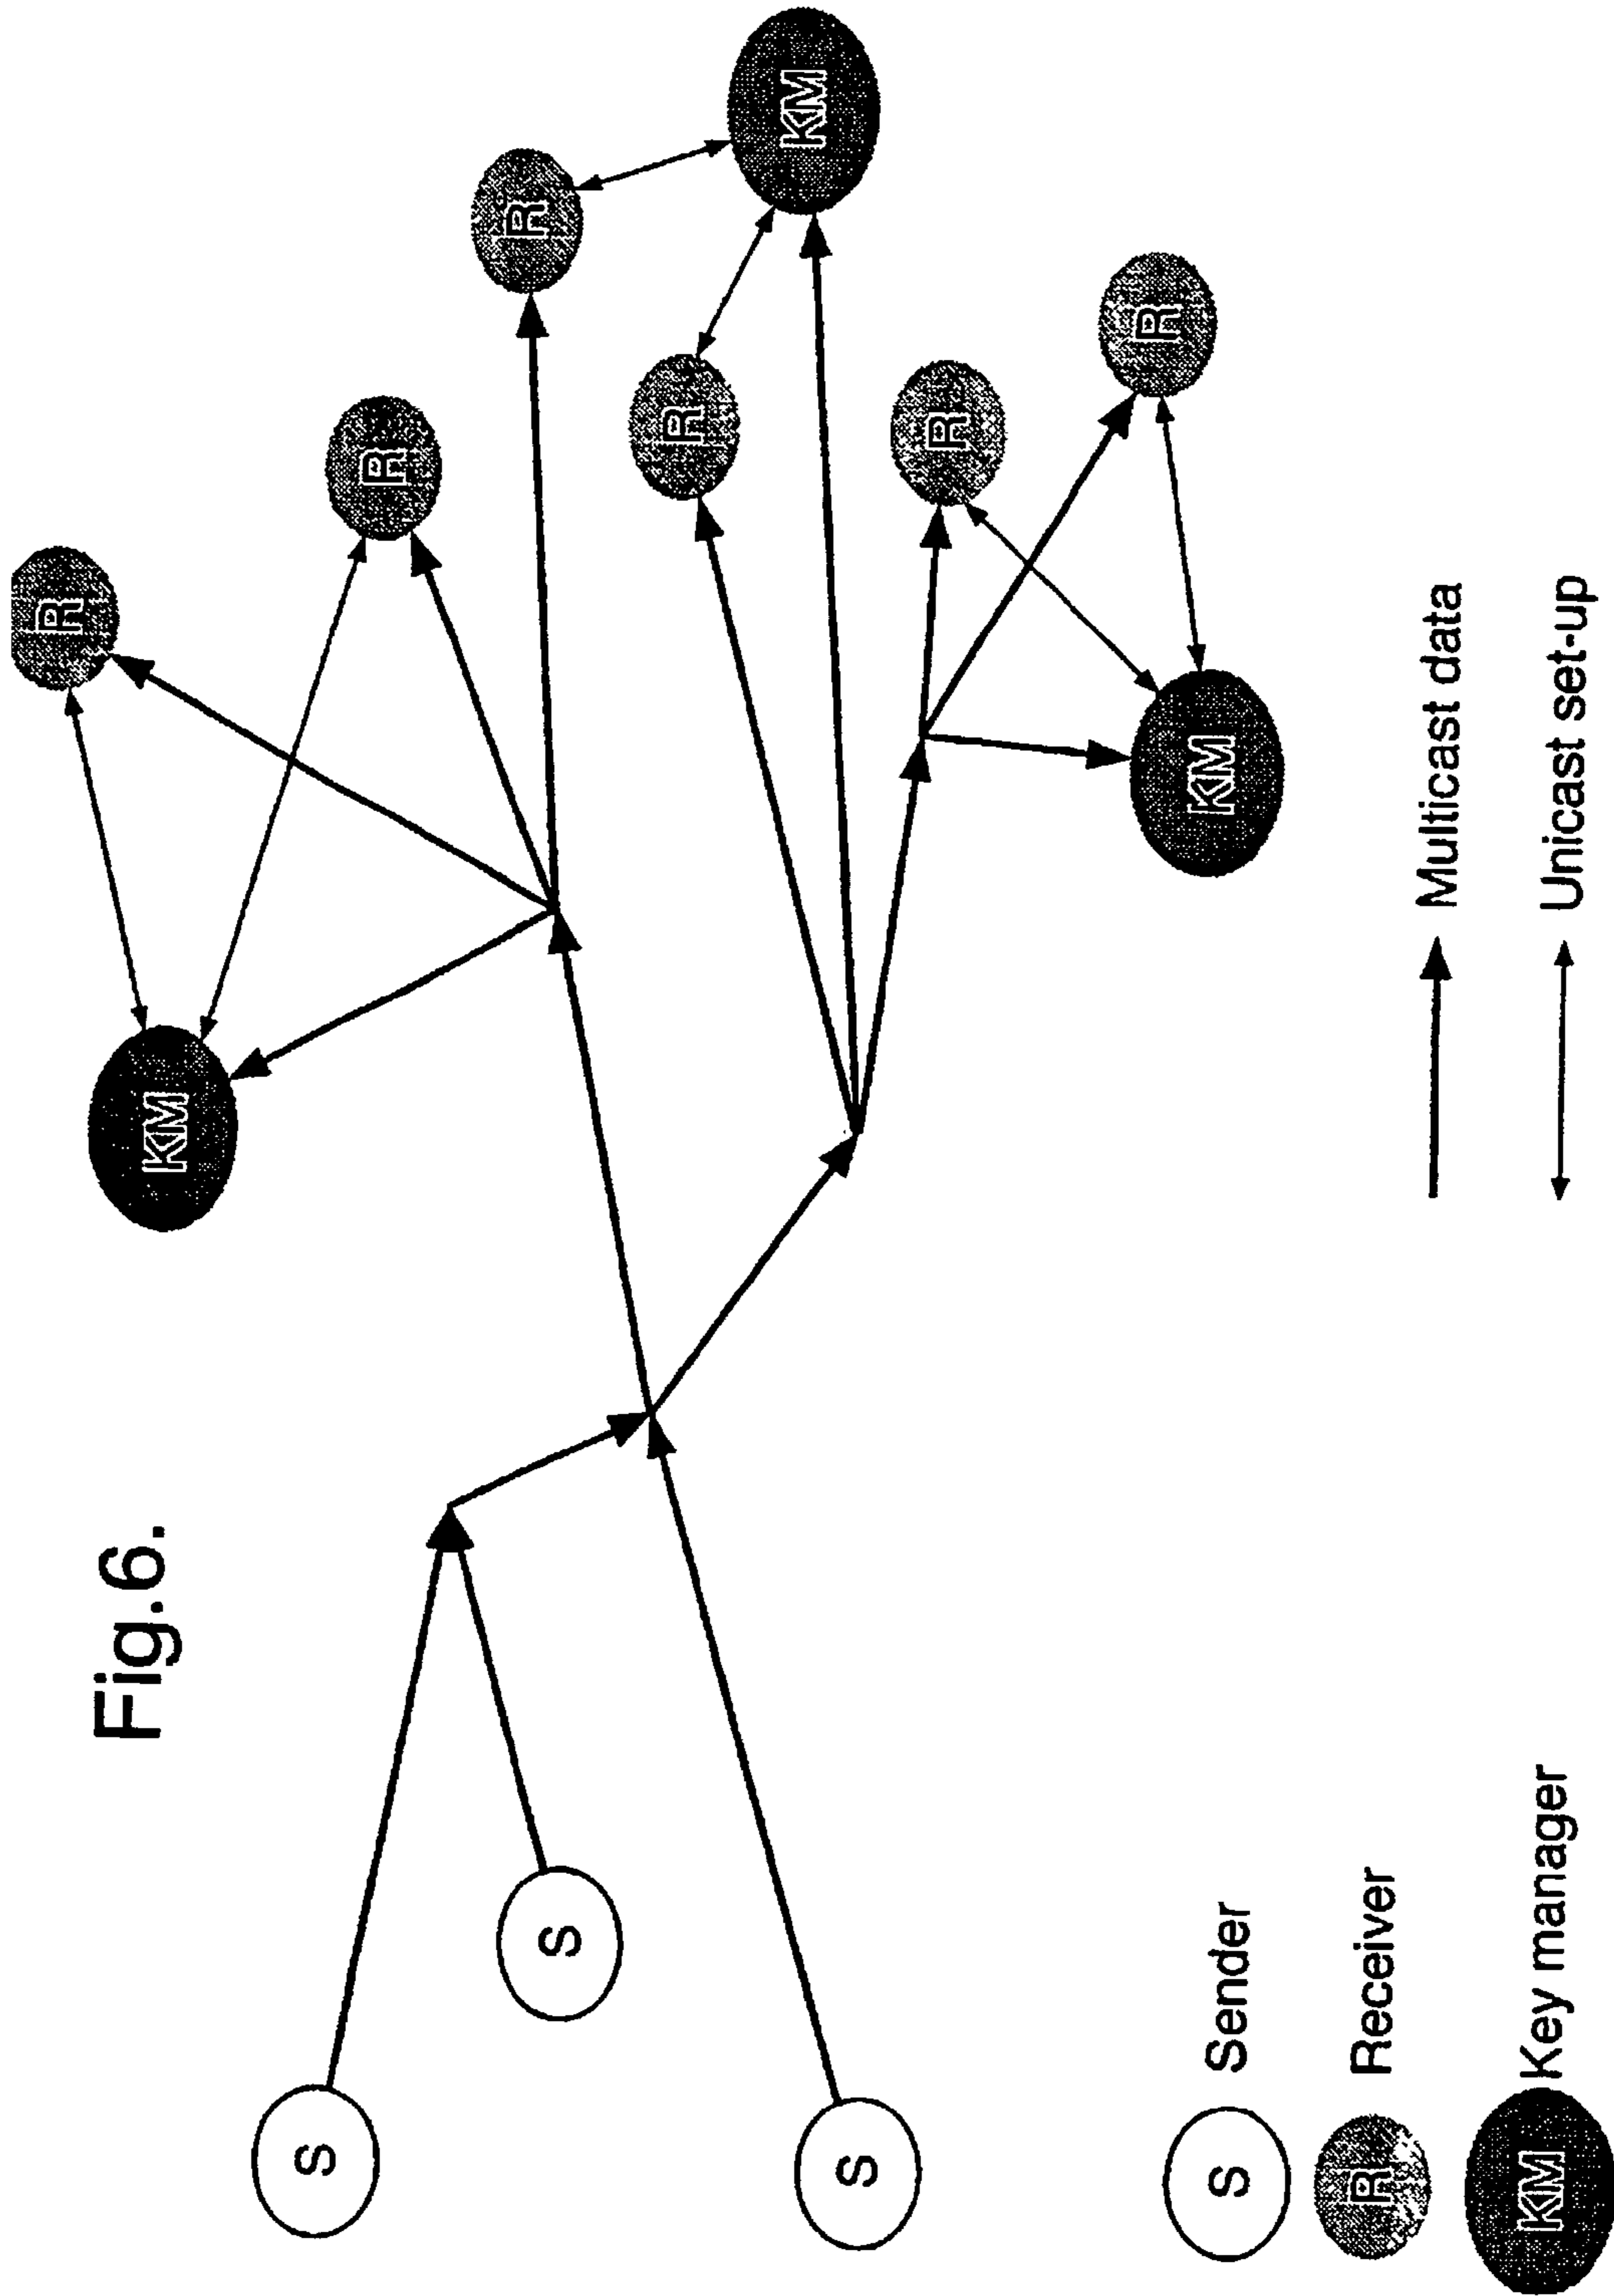 R
Fig.6.
KM
S
R
R
S
R
KM
S
R
R
KM
S Sender
R Receiver
Multicast data
KM Key manager
Unicast set-up